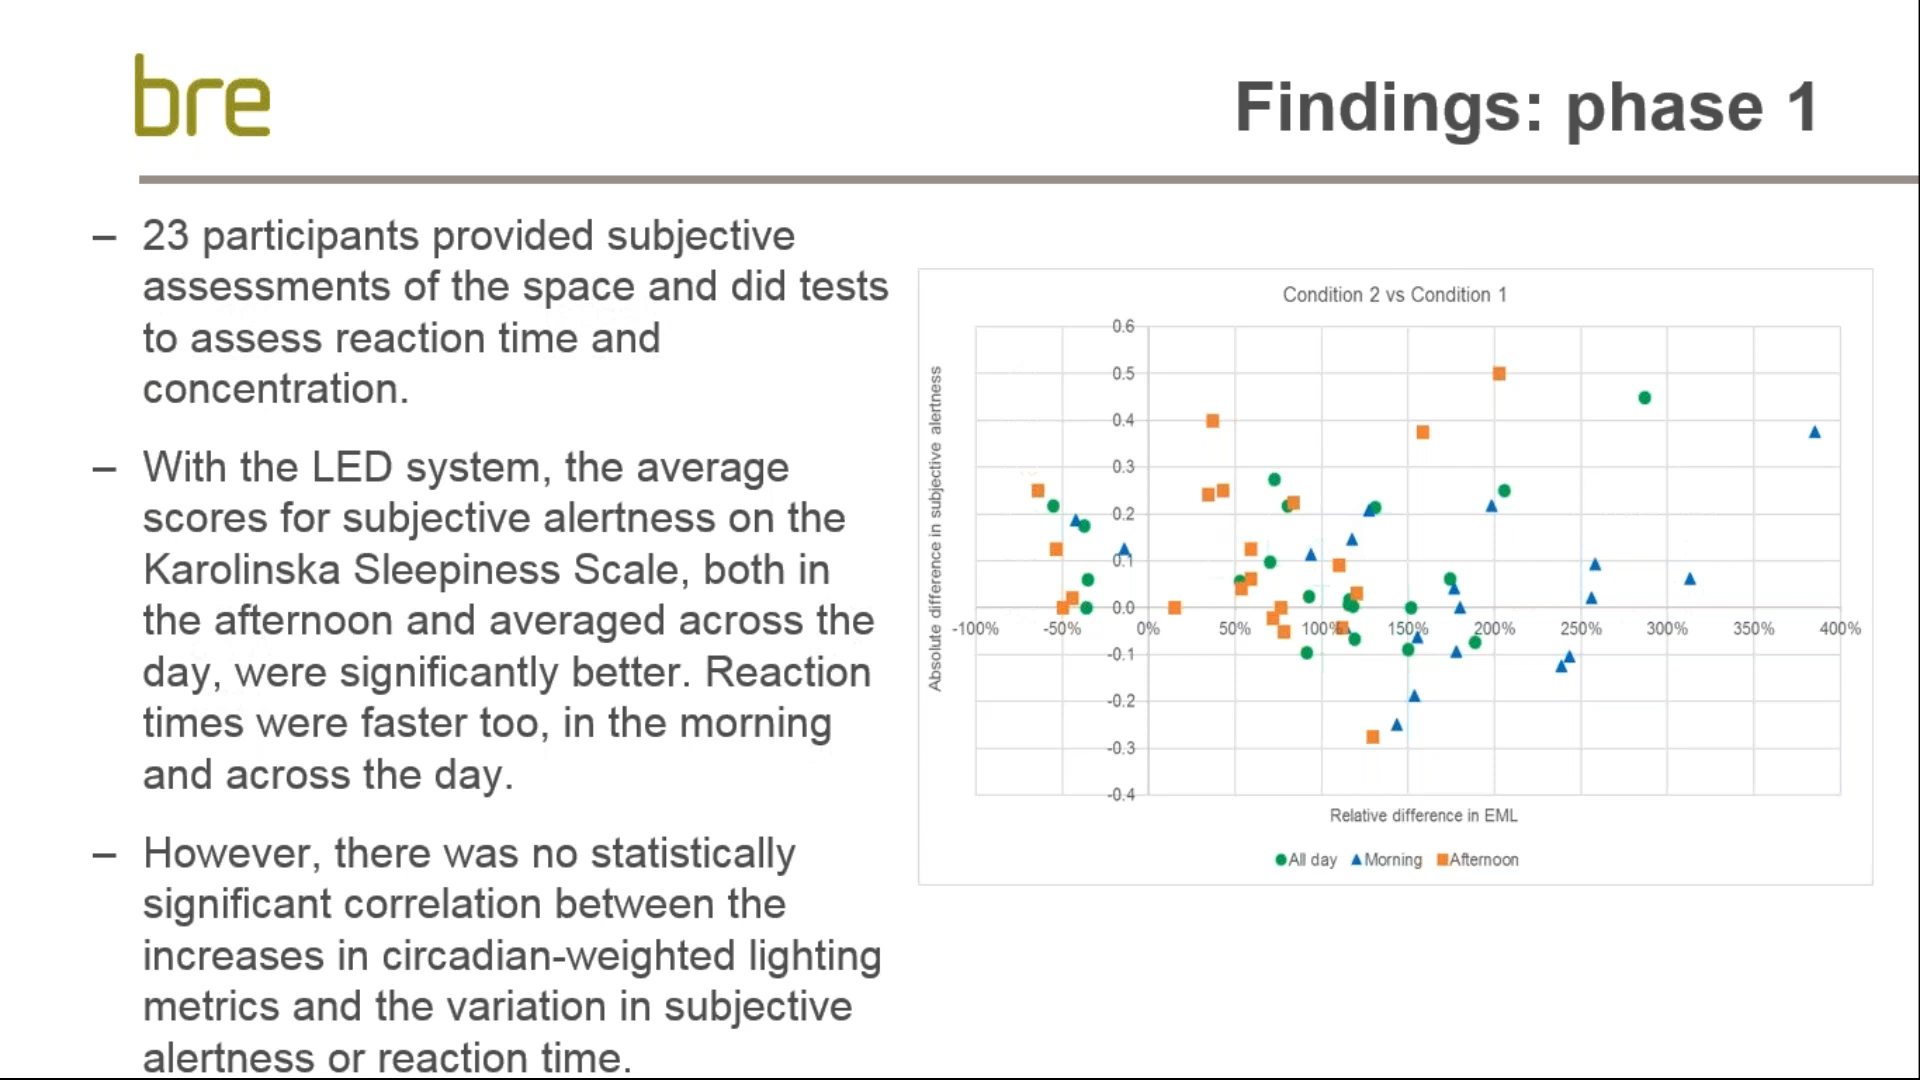 bre
Findings: phase 1
– 23 participants provided subjective
assessments of the space and did tests
to assess reaction time and
concentration.
– With the LED system, the average
scores for subjective alertness on the
Karolinska Sleepiness Scale, both in
the afternoon and averaged across the
day, were significantly better. Reaction
times were faster too, in the morning
and across the day.
– However, there was no statistically
significant correlation between the
increases in circadian-weighted lighting
metrics and the variation in subjective
alertness or reaction time.
Condition 2 vs Condition 1
Absolute difference in subjective alertness
0.6
0.5
0.4
0.3
0.2
0.1
0.0
-100% -50% 0% 50% 100% 150% 200% 250% 300% 350% 400%
-0.1
-0.2
-0.3
-0.4
Relative difference in EML
All day Morning Afternoon